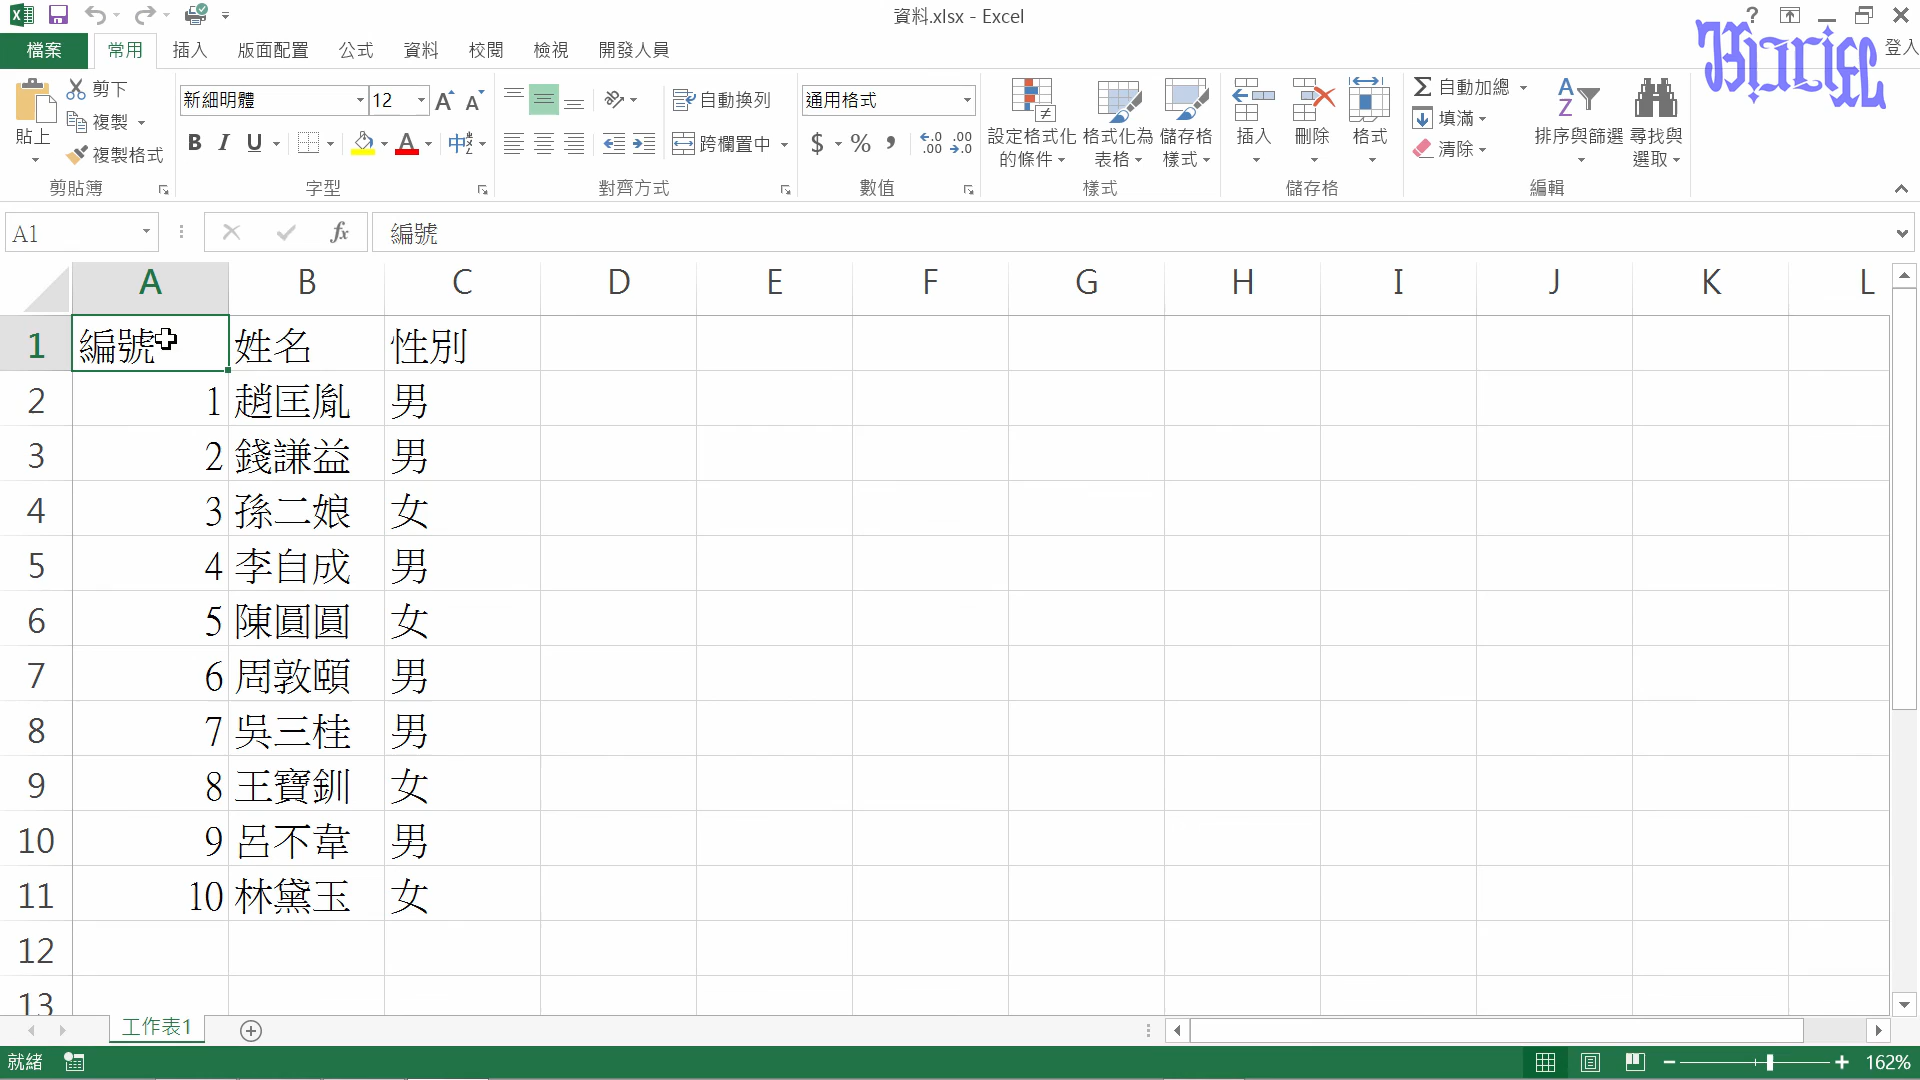 資料.xlsx - Excel
?
登入
檔案 常用 插入 版面配置 公式 資料 校閱 檢視 開發人員
貼上 剪下 複製 複製格式 剪貼簿
新細明體 12 A A
B I U A 中 字型
自動換列
跨欄置中
對齊方式
通用格式
$ % , .0 .00 .00 .0
數值
設定格式化的條件 格式化為表格 儲存格樣式
樣式
插入 刪除 格式
儲存格
自動加總
填滿
清除
排序與篩選 尋找與選取
編輯
A1 fx 編號
A B C D E F G H I J K L
1 編號 姓名 性別
2 1 趙匡胤 男
3 2 錢謙益 男
4 3 孫二娘 女
5 4 李自成 男
6 5 陳圓圓 女
7 6 周敦頤 男
8 7 吳三桂 男
9 8 王寶釧 女
10 9 呂不韋 男
11 10 林黛玉 女
12
13
工作表1
就緒 162%